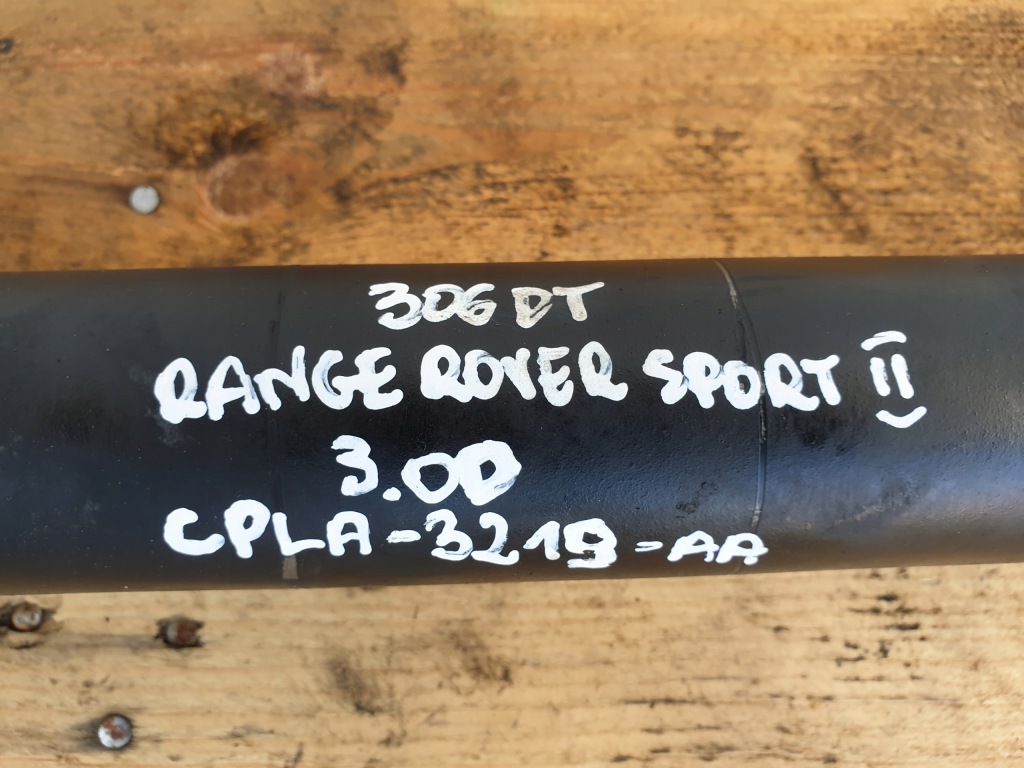 306DT
RANGE ROVER SPORT II
3.0D
CPLA-3219-AA